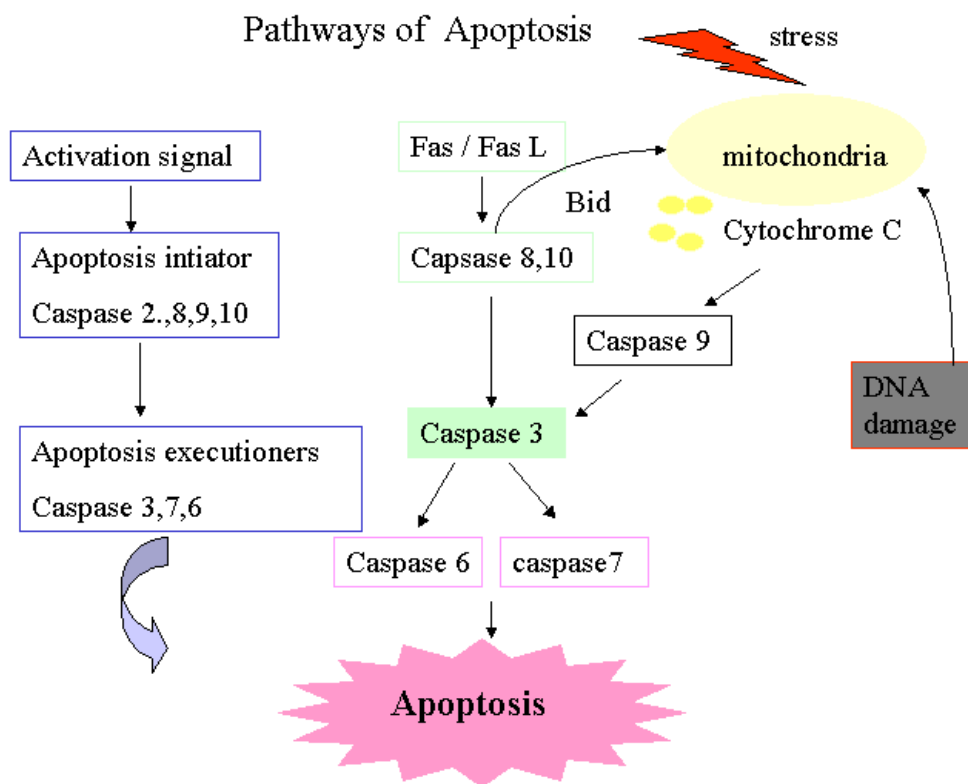 Pathways of Apoptosis
stress
Activation signal
Fas / Fas L
mitochondria
Bid
Cytochrome C
Apoptosis intiator
Caspase 2.,8,9,10
Capsase 8,10
Caspase 9
DNA
damage
Caspase 3
Apoptosis executioners
Caspase 3,7,6
Caspase 6
caspase7
Apoptosis